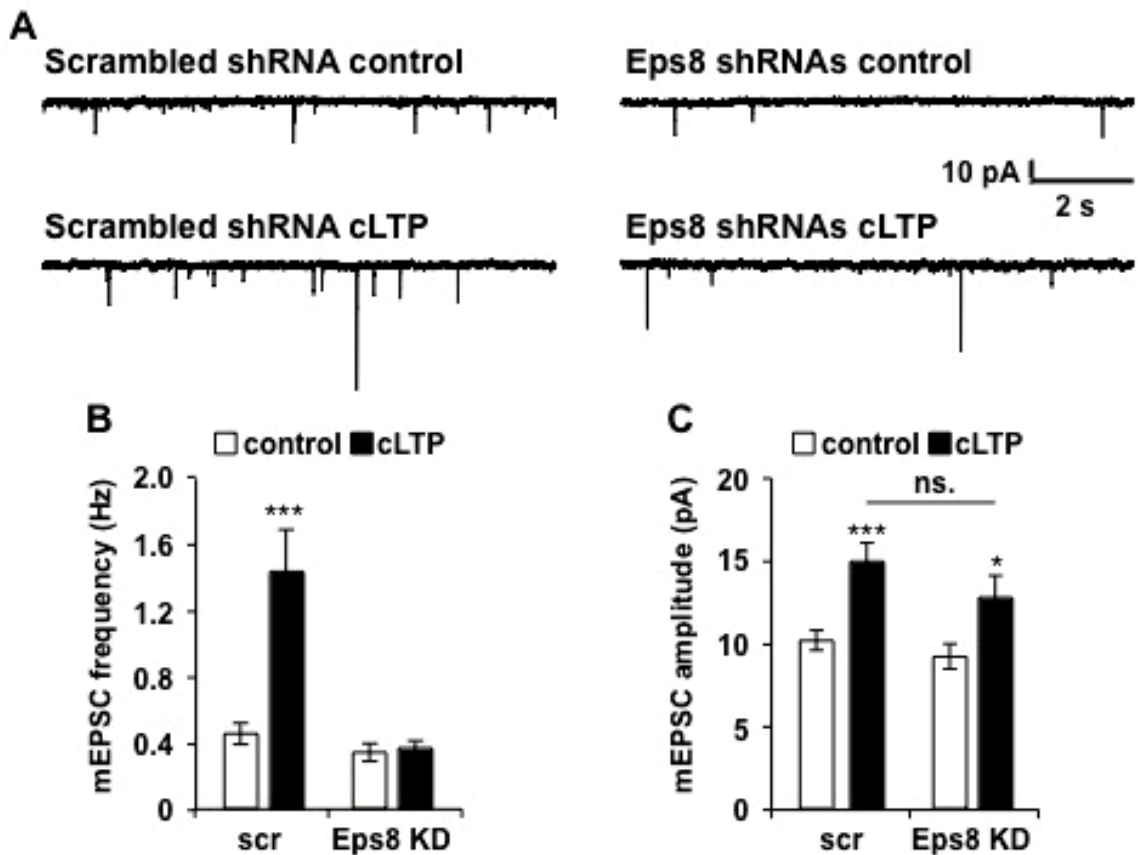 A
Scrambled shRNA control
Eps8 shRNAs control
10 pA
2 s
Scrambled shRNA cLTP
Eps8 shRNAs cLTP
B
control cLTP
mEPSC frequency (Hz)
2.0
1.6
1.2
0.8
0.4
0
***
scr Eps8 KD
C
control cLTP
mEPSC amplitude (pA)
20
15
10
5
0
ns.
***
*
scr Eps8 KD